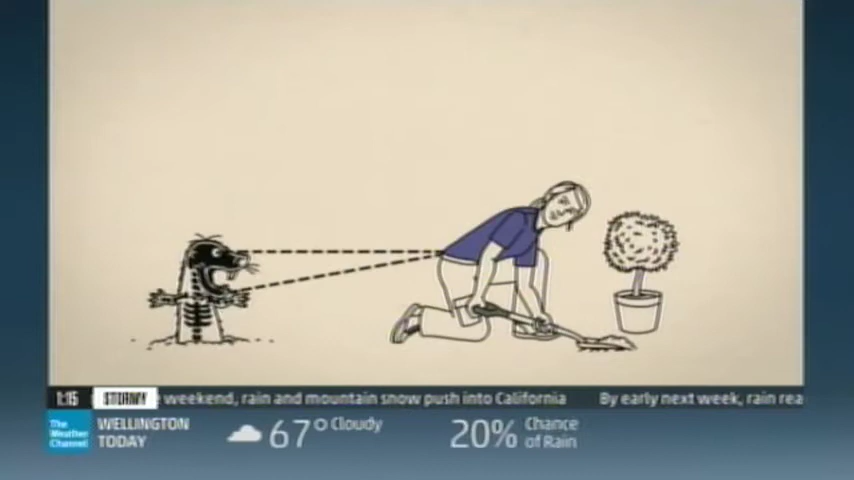 1:15 STORMY weekend, rain and mountain snow push into California By early next week, rain rea
The Weather Channel
WELLINGTON TODAY
67° Cloudy
20% Chance of Rain